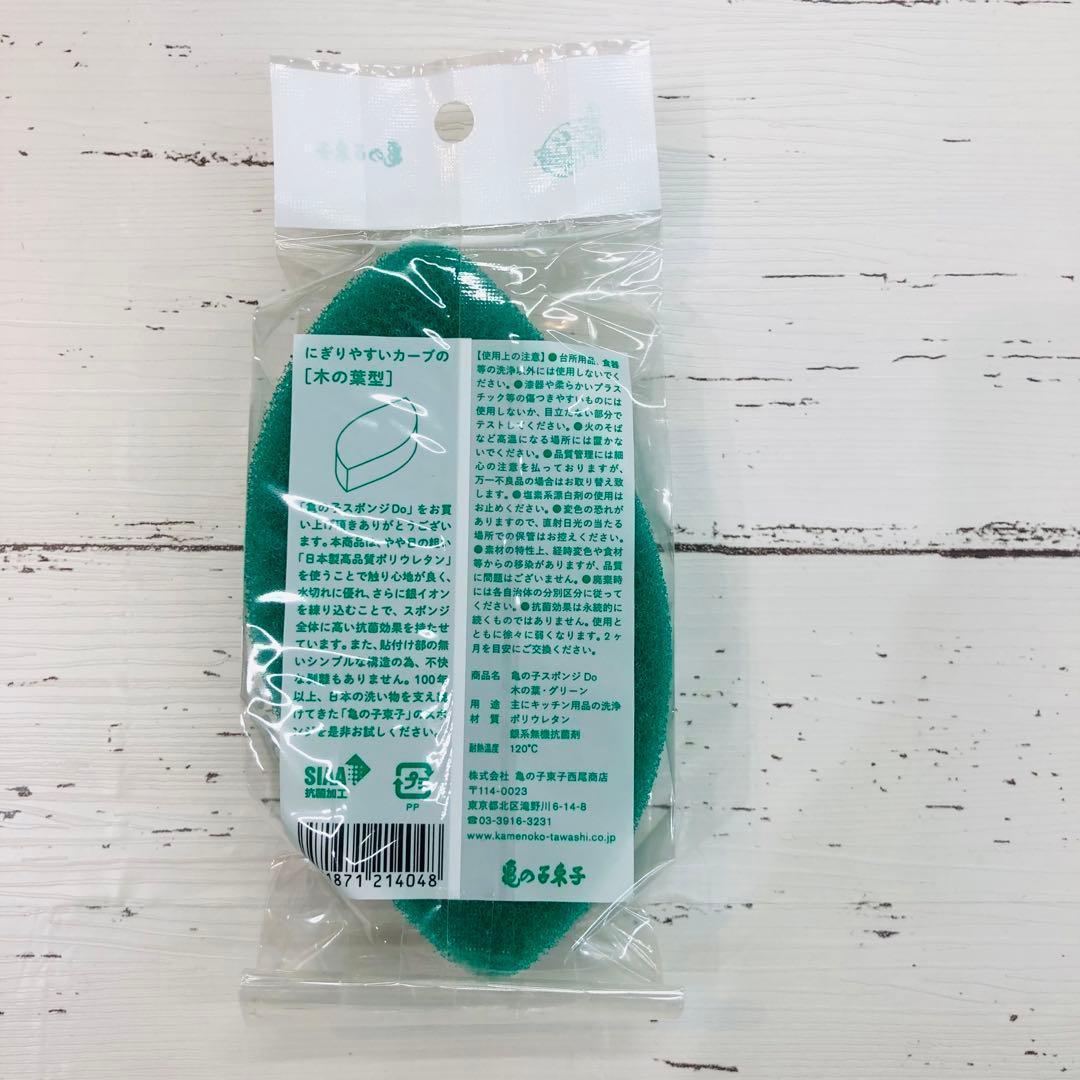 亀の子束子
にぎりやすいカーブの
[木の葉型]
「亀の子スポンジDo」をお買
い上げ頂きありがとうござい
ます。本商品は、やや目の粗い
「日本製高品質ポリウレタン」
を使うことで触り心地が良く、
水切れに優れ、さらに銀イオン
を練り込むことで、スポンジ
全体に高い抗菌効果を持たせ
ています。また、貼付け部の無
いシンプルな構造の為、不快
な剥離もありません。100年
以上、日本の洗い物を支え続
けてきた「亀の子束子」のスポ
ンジを是非お試しください。
SIAA
抗菌加工
プラ
PP
871 214048
【使用上の注意】●台所用品、食器
等の洗浄以外には使用しないでく
ださい。●漆器や柔らかいプラス
チック等の傷つきやすいものには
使用しないか、目立たない部分で
テストしてください。●火のそば
など高温になる場所には置かな
いでください。●品質管理には細
心の注意を払っておりますが、
万一不良品の場合はお取り替え致
します。●塩素系漂白剤の使用は
お止めください。●変色の恐れが
ありますので、直射日光の当たる
場所での保管はお控えください。
●素材の特性上、経時変色や食材
等からの移染がありますが、品質
に問題はございません。●廃棄時
には各自治体の分別区分に従って
ください。●抗菌効果は永続的に
続くものではありません。使用と
ともに徐々に弱くなります。2ヶ
月を目安にご交換ください。
商品名 亀の子スポンジDo
木の葉・グリーン
用途 主にキッチン用品の洗浄
材質 ポリウレタン
銀系無機抗菌剤
耐熱温度 120℃
株式会社 亀の子束子西尾商店
〒114-0023
東京都北区滝野川6-14-8
☎03-3916-3231
www.kamenoko-tawashi.co.jp
亀の子束子